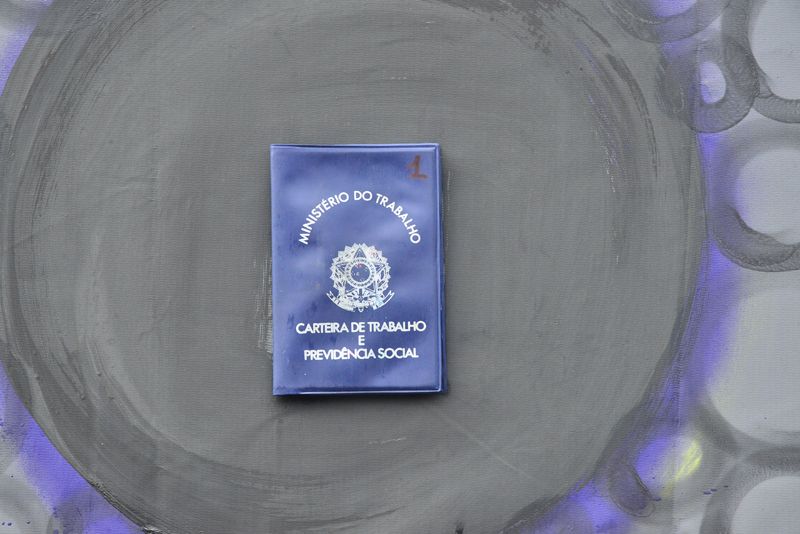 1
MINISTÉRIO DO TRABALHO
CARTEIRA DE TRABALHO
E
PREVIDÊNCIA SOCIAL